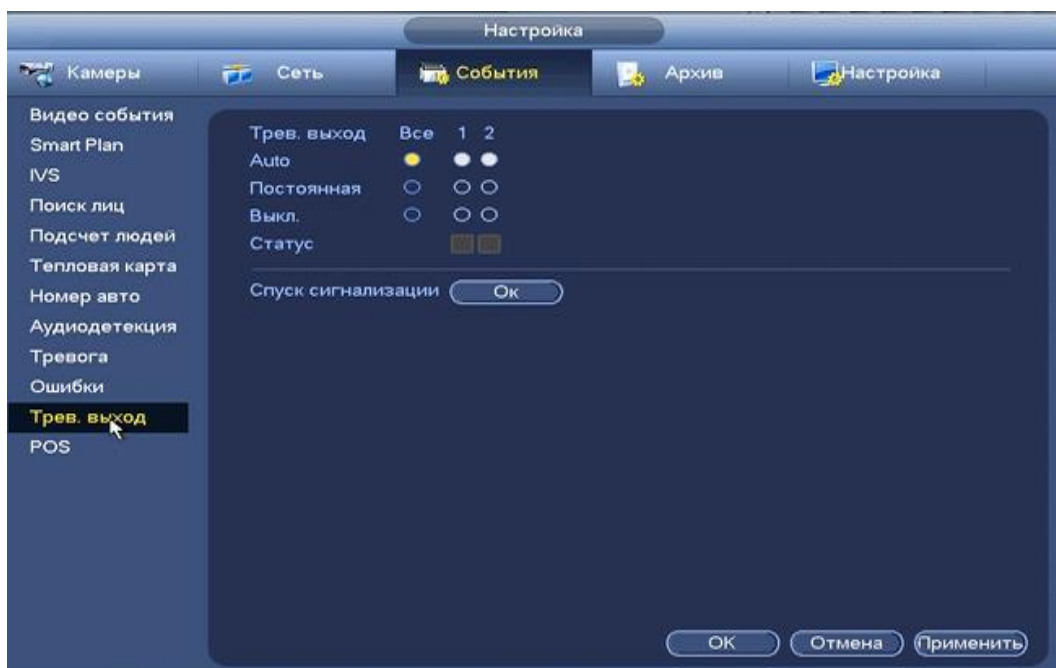 Настройка
Камеры Сеть События Архив Настройка
Видео события
Smart Plan
IVS
Поиск лиц
Подсчет людей
Тепловая карта
Номер авто
Аудиодетекция
Тревога
Ошибки
Трев. выход
POS
Трев. выход Все 1 2
Auto
Постоянная
Выкл.
Статус
Спуск сигнализации Ок
OK Отмена Применить